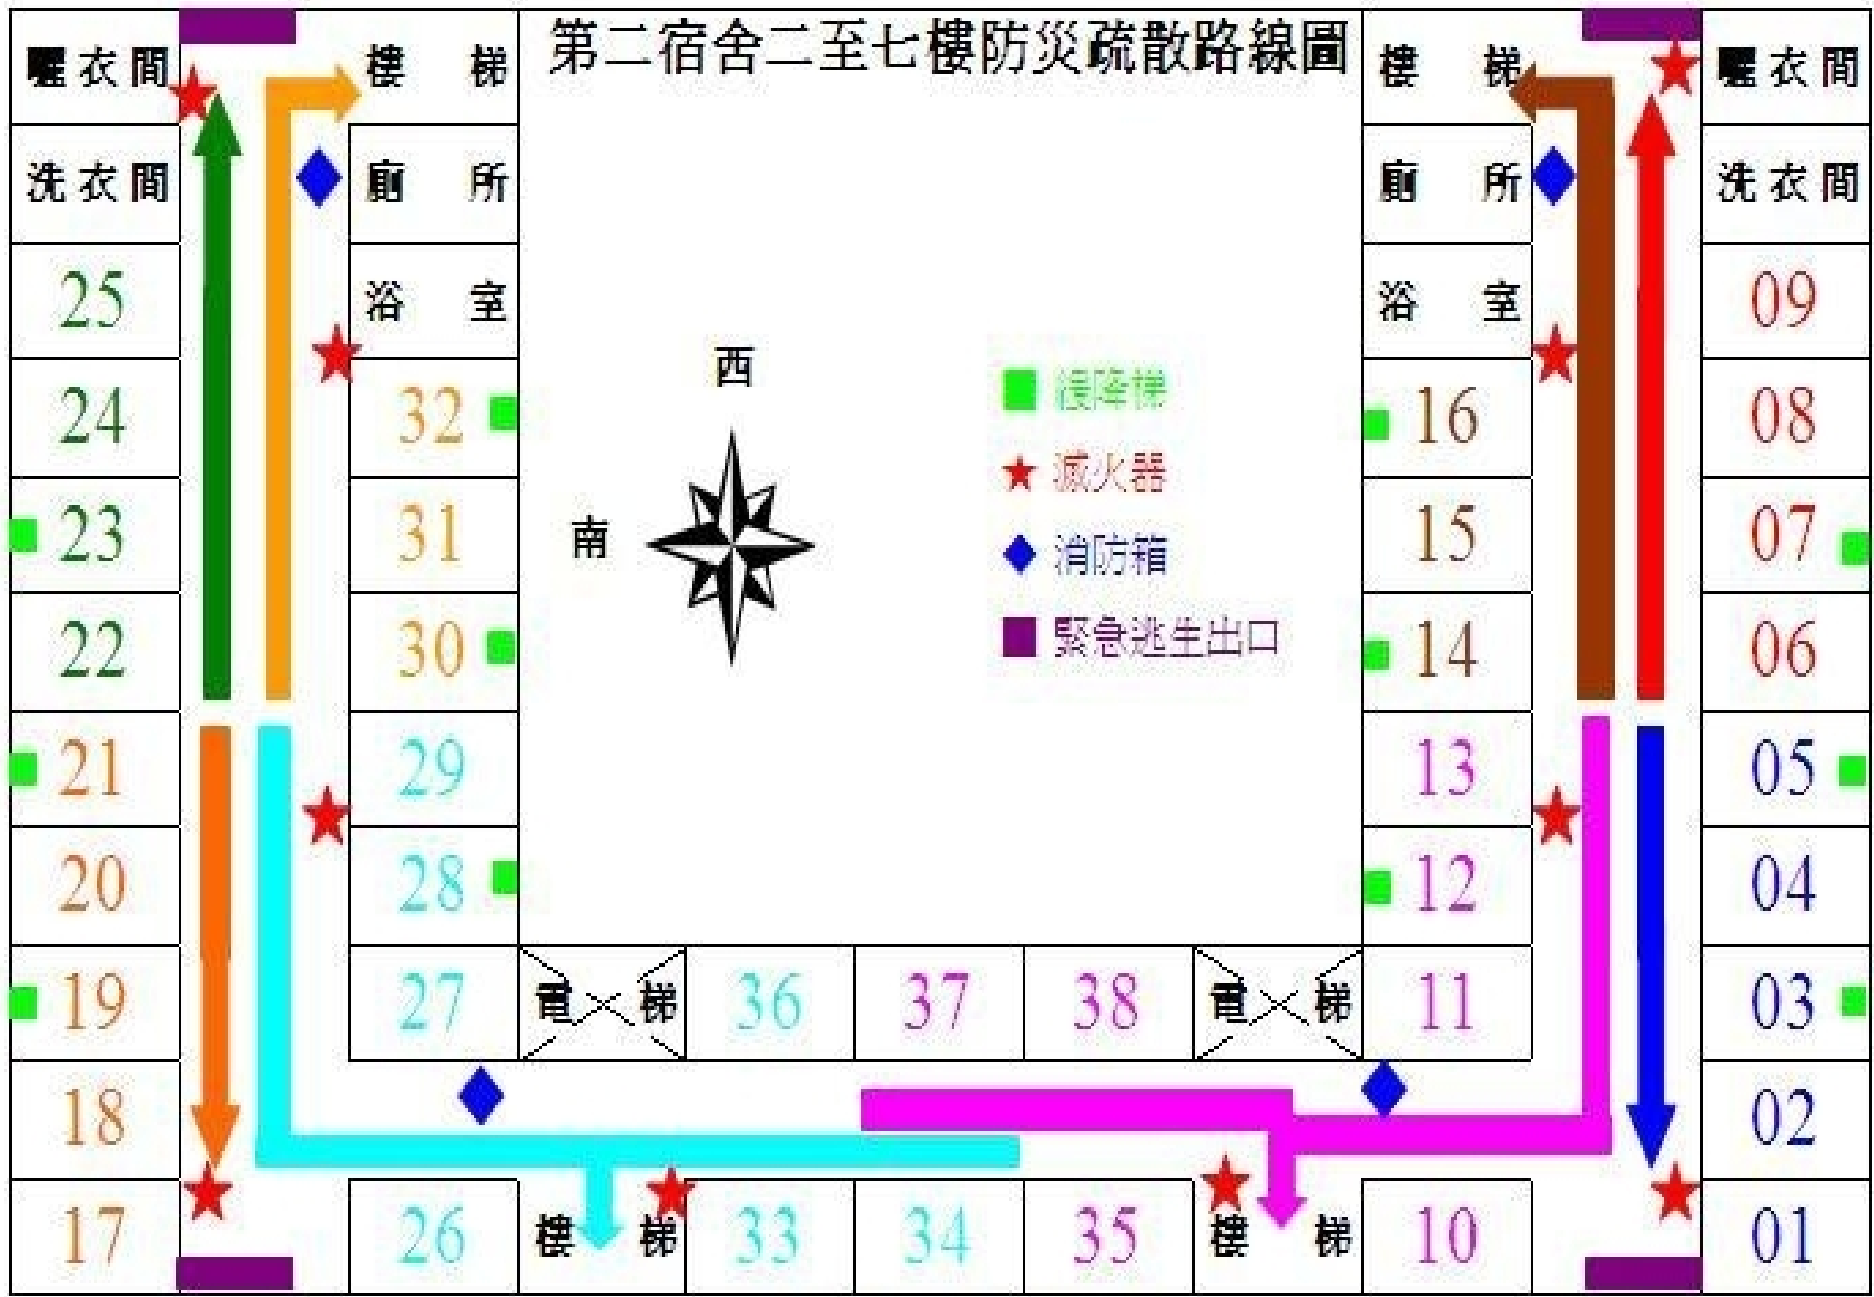 第二宿舍二至七樓防災疏散路線圖
曬衣間 樓梯 樓梯 曬衣間
洗衣間 廁所 廁所 洗衣間
25 浴室 浴室 09
西
緩降梯
24 32 16 08
滅火器
南
23 31 消防箱 15 07
22 30 緊急逃生出口 14 06
21 29 13 05
20 28 12 04
19 27 電梯 36 37 38 電梯 11 03
18 02
17 26 樓梯 33 34 35 樓梯 10 01